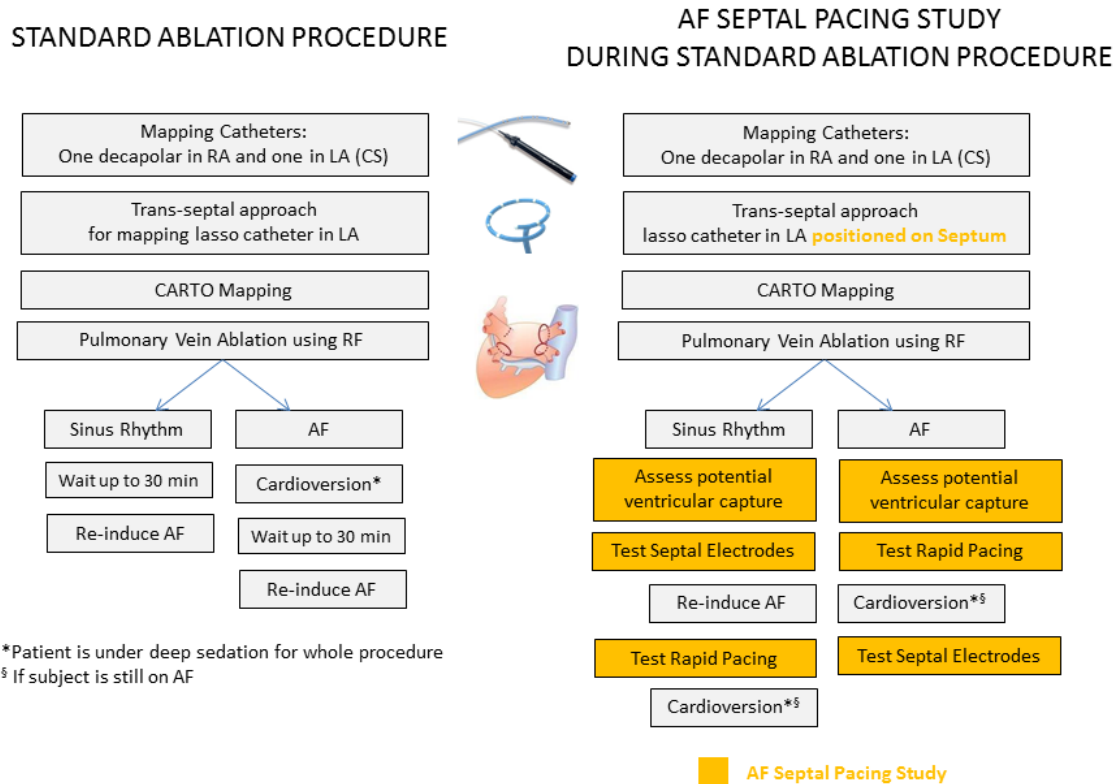 STANDARD ABLATION PROCEDURE
Mapping Catheters:
One decapolar in RA and one in LA (CS)
Trans-septal approach
for mapping lasso catheter in LA
CARTO Mapping
Pulmonary Vein Ablation using RF
Sinus Rhythm
AF
Wait up to 30 min
Cardioversion*
Re-induce AF
Wait up to 30 min
Re-induce AF
*Patient is under deep sedation for whole procedure
§ If subject is still on AF
AF SEPTAL PACING STUDY
DURING STANDARD ABLATION PROCEDURE
Mapping Catheters:
One decapolar in RA and one in LA (CS)
Trans-septal approach
lasso catheter in LA positioned on Septum
CARTO Mapping
Pulmonary Vein Ablation using RF
Sinus Rhythm
AF
Assess potential
ventricular capture
Assess potential
ventricular capture
Test Septal Electrodes
Test Rapid Pacing
Re-induce AF
Cardioversion*§
Test Rapid Pacing
Test Septal Electrodes
Cardioversion*§
AF Septal Pacing Study